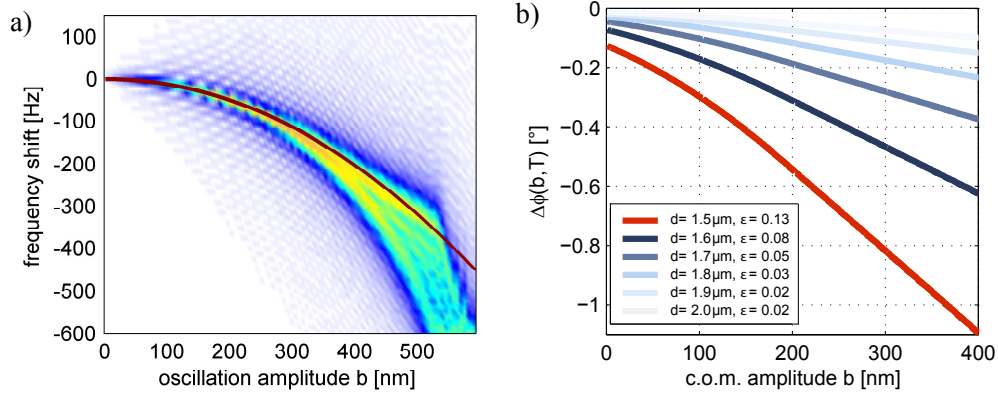 a)
frequency shift [Hz]
100
0
-100
-200
-300
-400
-500
-600
0 100 200 300 400 500
oscillation amplitude b [nm]
b)
Δϕ(b,T) [°]
0
−0.2
−0.4
−0.6
−0.8
−1
d= 1.5µm, ε= 0.13
d= 1.6µm, ε= 0.08
d= 1.7µm, ε= 0.05
d= 1.8µm, ε= 0.03
d= 1.9µm, ε= 0.02
d= 2.0µm, ε= 0.02
0 100 200 300 400
c.o.m. amplitude b [nm]